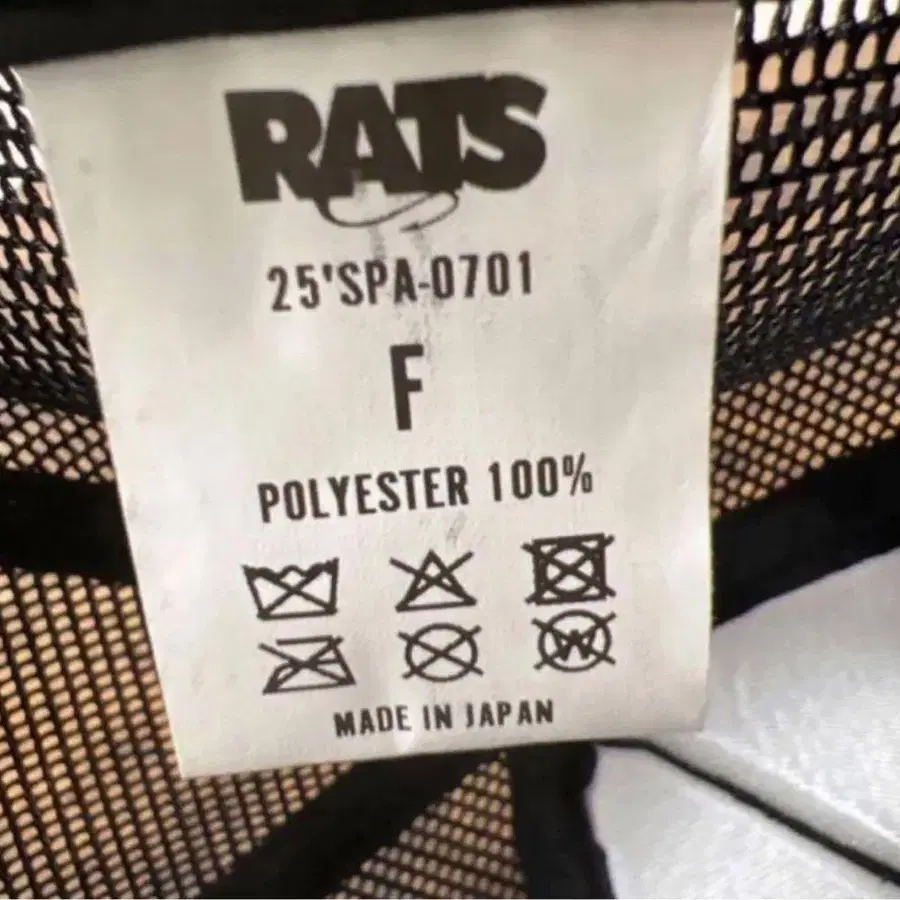 RATS
25'SPA-0701
F
POLYESTER 100%
W
MADE IN JAPAN